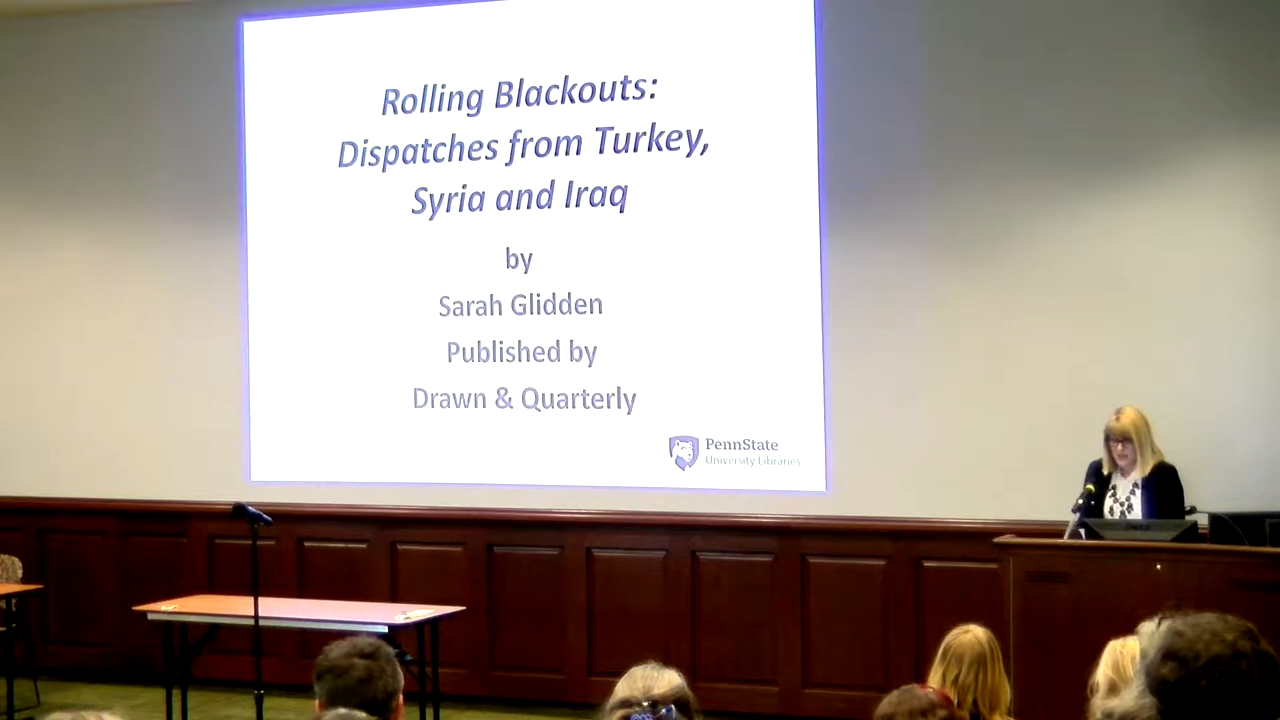 Rolling Blackouts:
Dispatches from Turkey,
Syria and Iraq
by
Sarah Glidden
Published by
Drawn & Quarterly
PennState
University Libraries